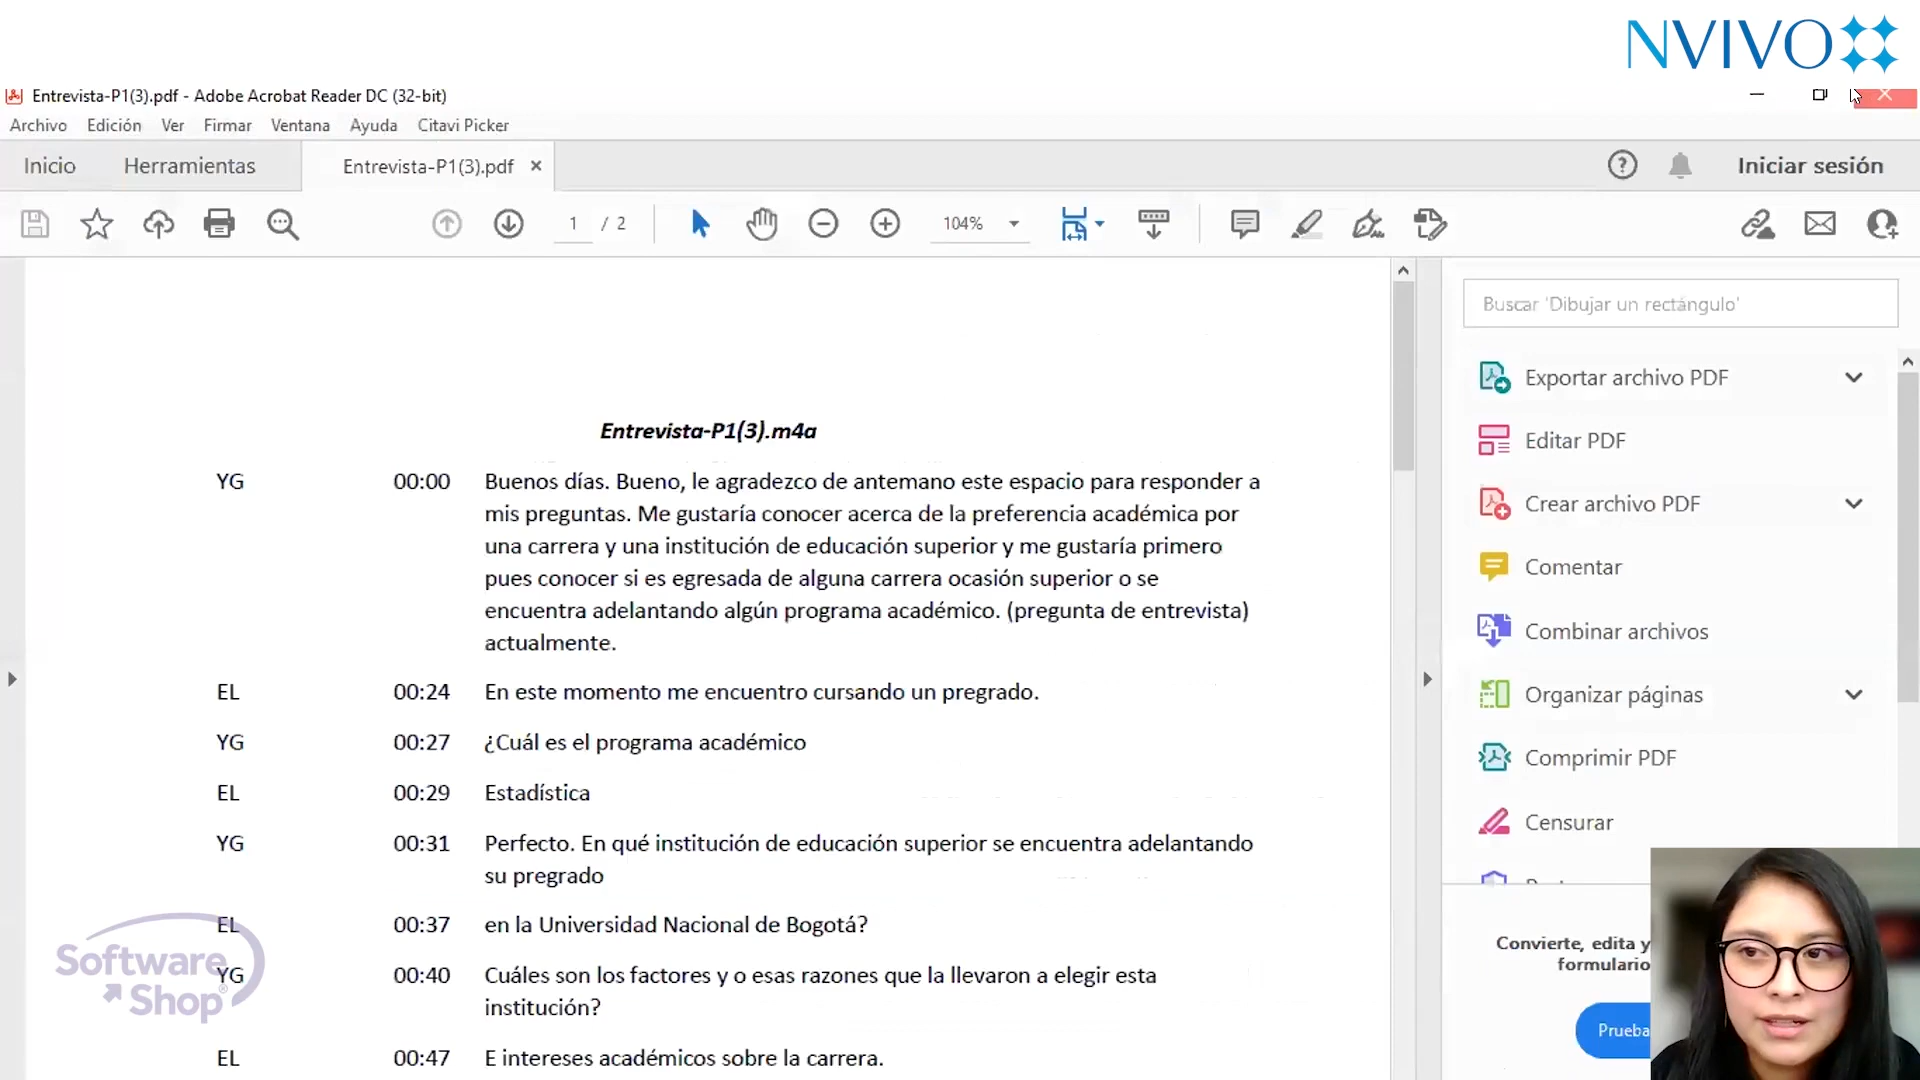 NVIVO
Entrevista-P1(3).pdf - Adobe Acrobat Reader DC (32-bit)
Archivo Edición Ver Firmar Ventana Ayuda Citavi Picker
Inicio Herramientas Entrevista-P1(3).pdf Iniciar sesión
1 / 2 104%
Buscar 'Dibujar un rectángulo'
Exportar archivo PDF
Editar PDF
Crear archivo PDF
Comentar
Combinar archivos
Organizar páginas
Comprimir PDF
Censurar
Convierte, edita y
formulario
Prueba
Entrevista-P1(3).m4a
YG 00:00 Buenos días. Bueno, le agradezco de antemano este espacio para responder a
mis preguntas. Me gustaría conocer acerca de la preferencia académica por
una carrera y una institución de educación superior y me gustaría primero
pues conocer si es egresada de alguna carrera ocasión superior o se
encuentra adelantando algún programa académico. (pregunta de entrevista)
actualmente.
EL 00:24 En este momento me encuentro cursando un pregrado.
YG 00:27 ¿Cuál es el programa académico
EL 00:29 Estadística
YG 00:31 Perfecto. En qué institución de educación superior se encuentra adelantando
su pregrado
EL 00:37 en la Universidad Nacional de Bogotá?
YG 00:40 Cuáles son los factores y o esas razones que la llevaron a elegir esta
institución?
EL 00:47 E intereses académicos sobre la carrera.
Software
Shop®